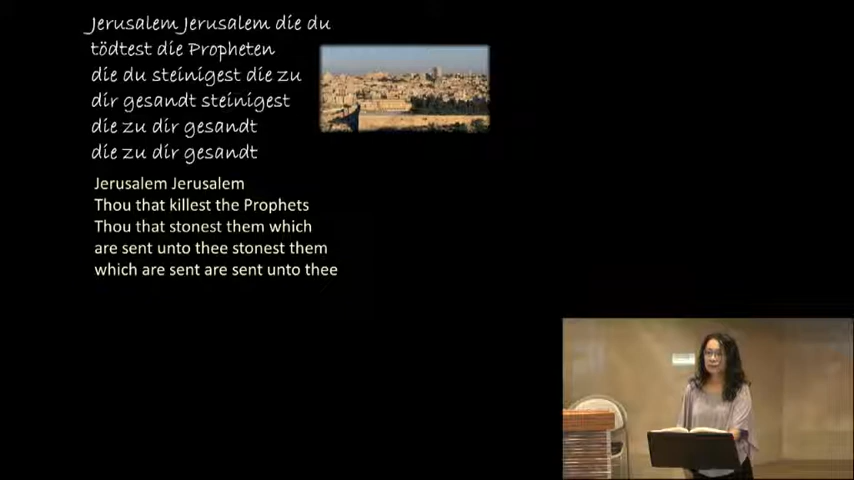 Jerusalem Jerusalem die du
tödtest die Propheten
die du steinigest die zu
dir gesandt steinigest
die zu dir gesandt
die zu dir gesandt
Jerusalem Jerusalem
Thou that killest the Prophets
Thou that stonest them which
are sent unto thee stonest them
which are sent are sent unto thee